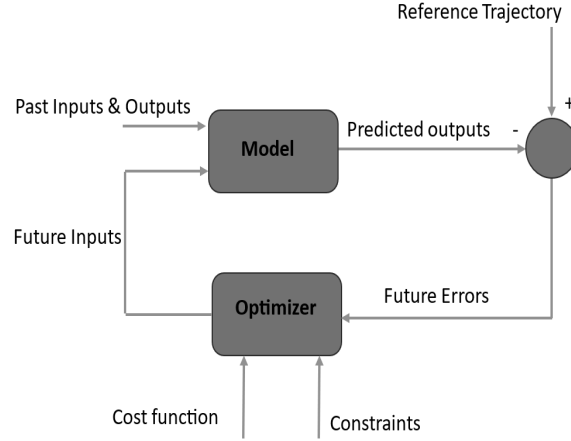 Reference Trajectory
+
Past Inputs & Outputs
Predicted outputs
-
Model
Future Inputs
Future Errors
Optimizer
Cost function
Constraints